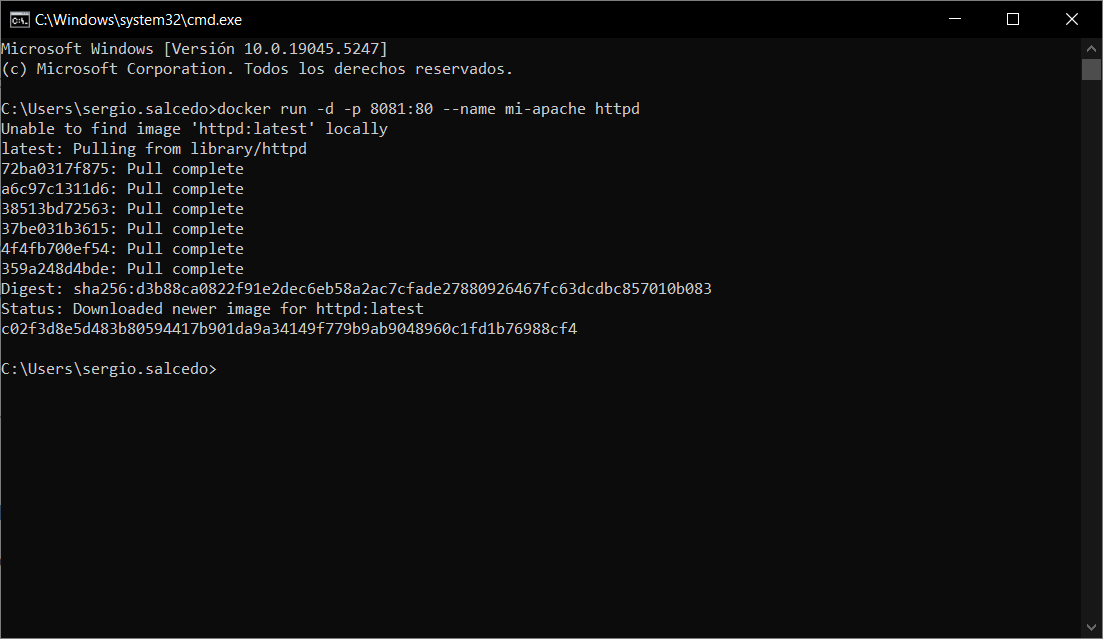 C:\Windows\system32\cmd.exe
Microsoft Windows [Versión 10.0.19045.5247]
(c) Microsoft Corporation. Todos los derechos reservados.
C:\Users\sergio.salcedo>docker run -d -p 8081:80 --name mi-apache httpd
Unable to find image 'httpd:latest' locally
latest: Pulling from library/httpd
72ba0317f875: Pull complete
a6c97c1311d6: Pull complete
38513bd72563: Pull complete
37be031b3615: Pull complete
4f4fb700ef54: Pull complete
359a248d4bde: Pull complete
Digest: sha256:d3b88ca0822f91e2dec6eb58a2ac7cfade27880926467fc63dcdbc857010b083
Status: Downloaded newer image for httpd:latest
c02f3d8e5d483b80594417b901da9a34149f779b9ab9048960c1fd1b76988cf4
C:\Users\sergio.salcedo>